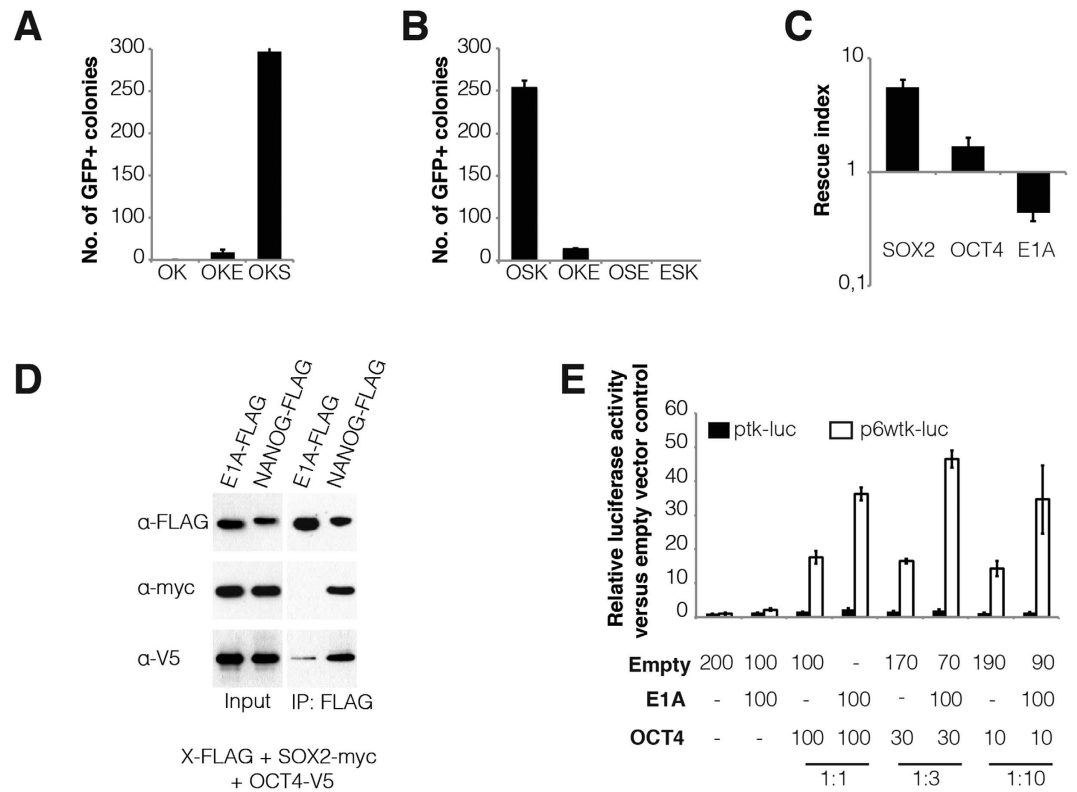 A
No. of GFP+ colonies
300
250
200
150
100
50
0
OK OKE OKS
B
No. of GFP+ colonies
300
250
200
150
100
50
0
OSK OKE OSE ESK
C
Rescue index
10
1
0,1
SOX2 OCT4 E1A
D
E1A-FLAG
NANOG-FLAG
E1A-FLAG
NANOG-FLAG
α-FLAG
α-myc
α-V5
Input IP: FLAG
X-FLAG + SOX2-myc
+ OCT4-V5
E
Relative luciferase activity
versus empty vector control
60
50
40
30
20
10
0
ptk-luc p6wtk-luc
Empty 200 100 100 - 170 70 190 90
E1A - 100 - 100 - 100 - 100
OCT4 - - 100 100 30 30 10 10
1:1 1:3 1:10